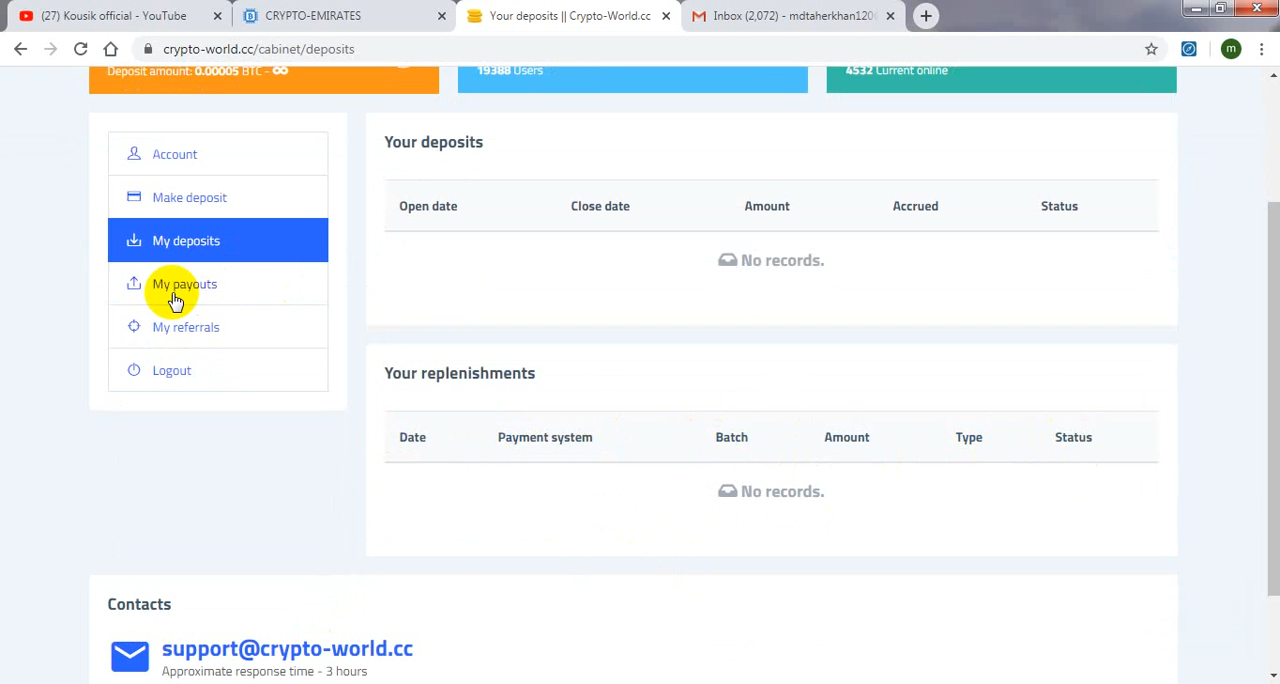 (27) Kousik official - YouTube
CRYPTO-EMIRATES
Your deposits || Crypto-World.cc
Inbox (2,072) - mdtaherkhan120
crypto-world.cc/cabinet/deposits
m
Deposit amount: 0.00005 BTC - ∞
19388 Users
4532 Current online
Account
Make deposit
My deposits
My payouts
My referrals
Logout
Your deposits
Open date Close date Amount Accrued Status
No records.
Your replenishments
Date Payment system Batch Amount Type Status
No records.
Contacts
support@crypto-world.cc
Approximate response time - 3 hours